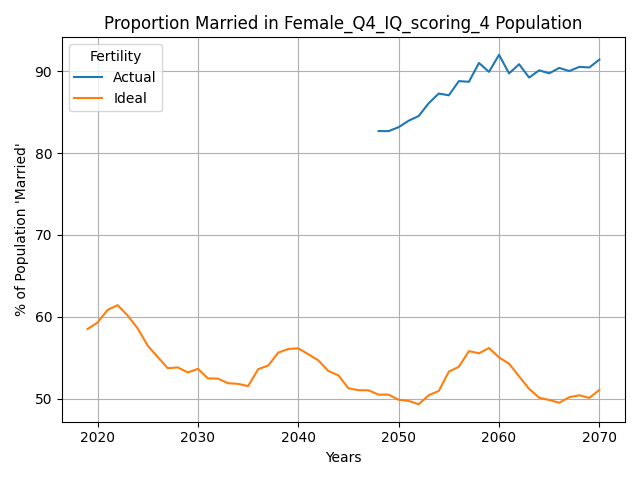 Proportion Married in Female_Q4_IQ_scoring_4 Population
Fertility
Actual
Ideal
% of Population 'Married'
90
80
70
60
50
2020 2030 2040 2050 2060 2070
Years